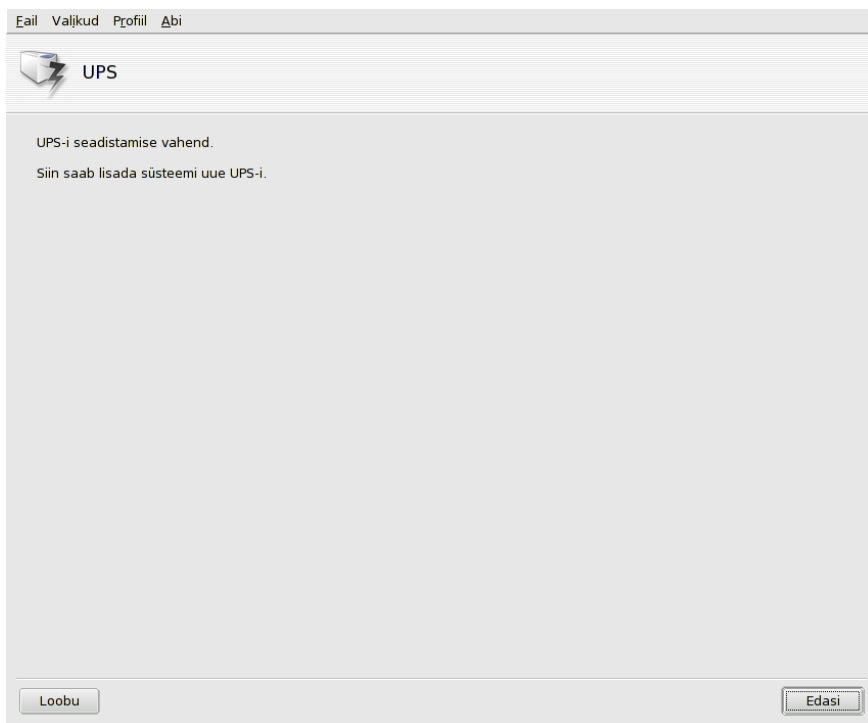 Fail Valikud Profiil Abi
UPS
UPS-i seadistamise vahend.
Siin saab lisada süsteemi uue UPS-i.
Loobu Edasi